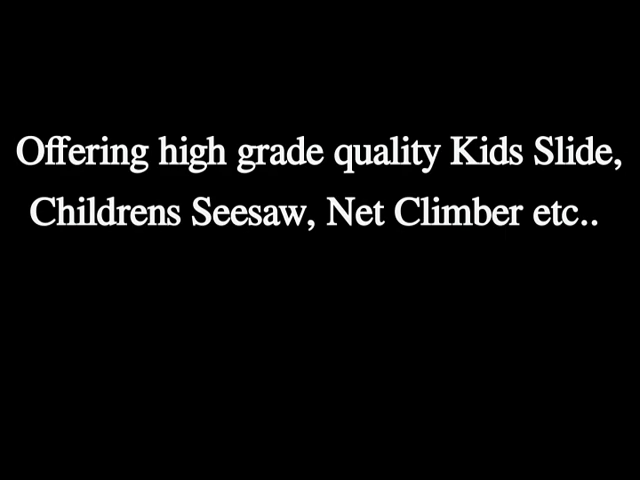 Offering high grade quality Kids Slide,
Childrens Seesaw, Net Climber etc..